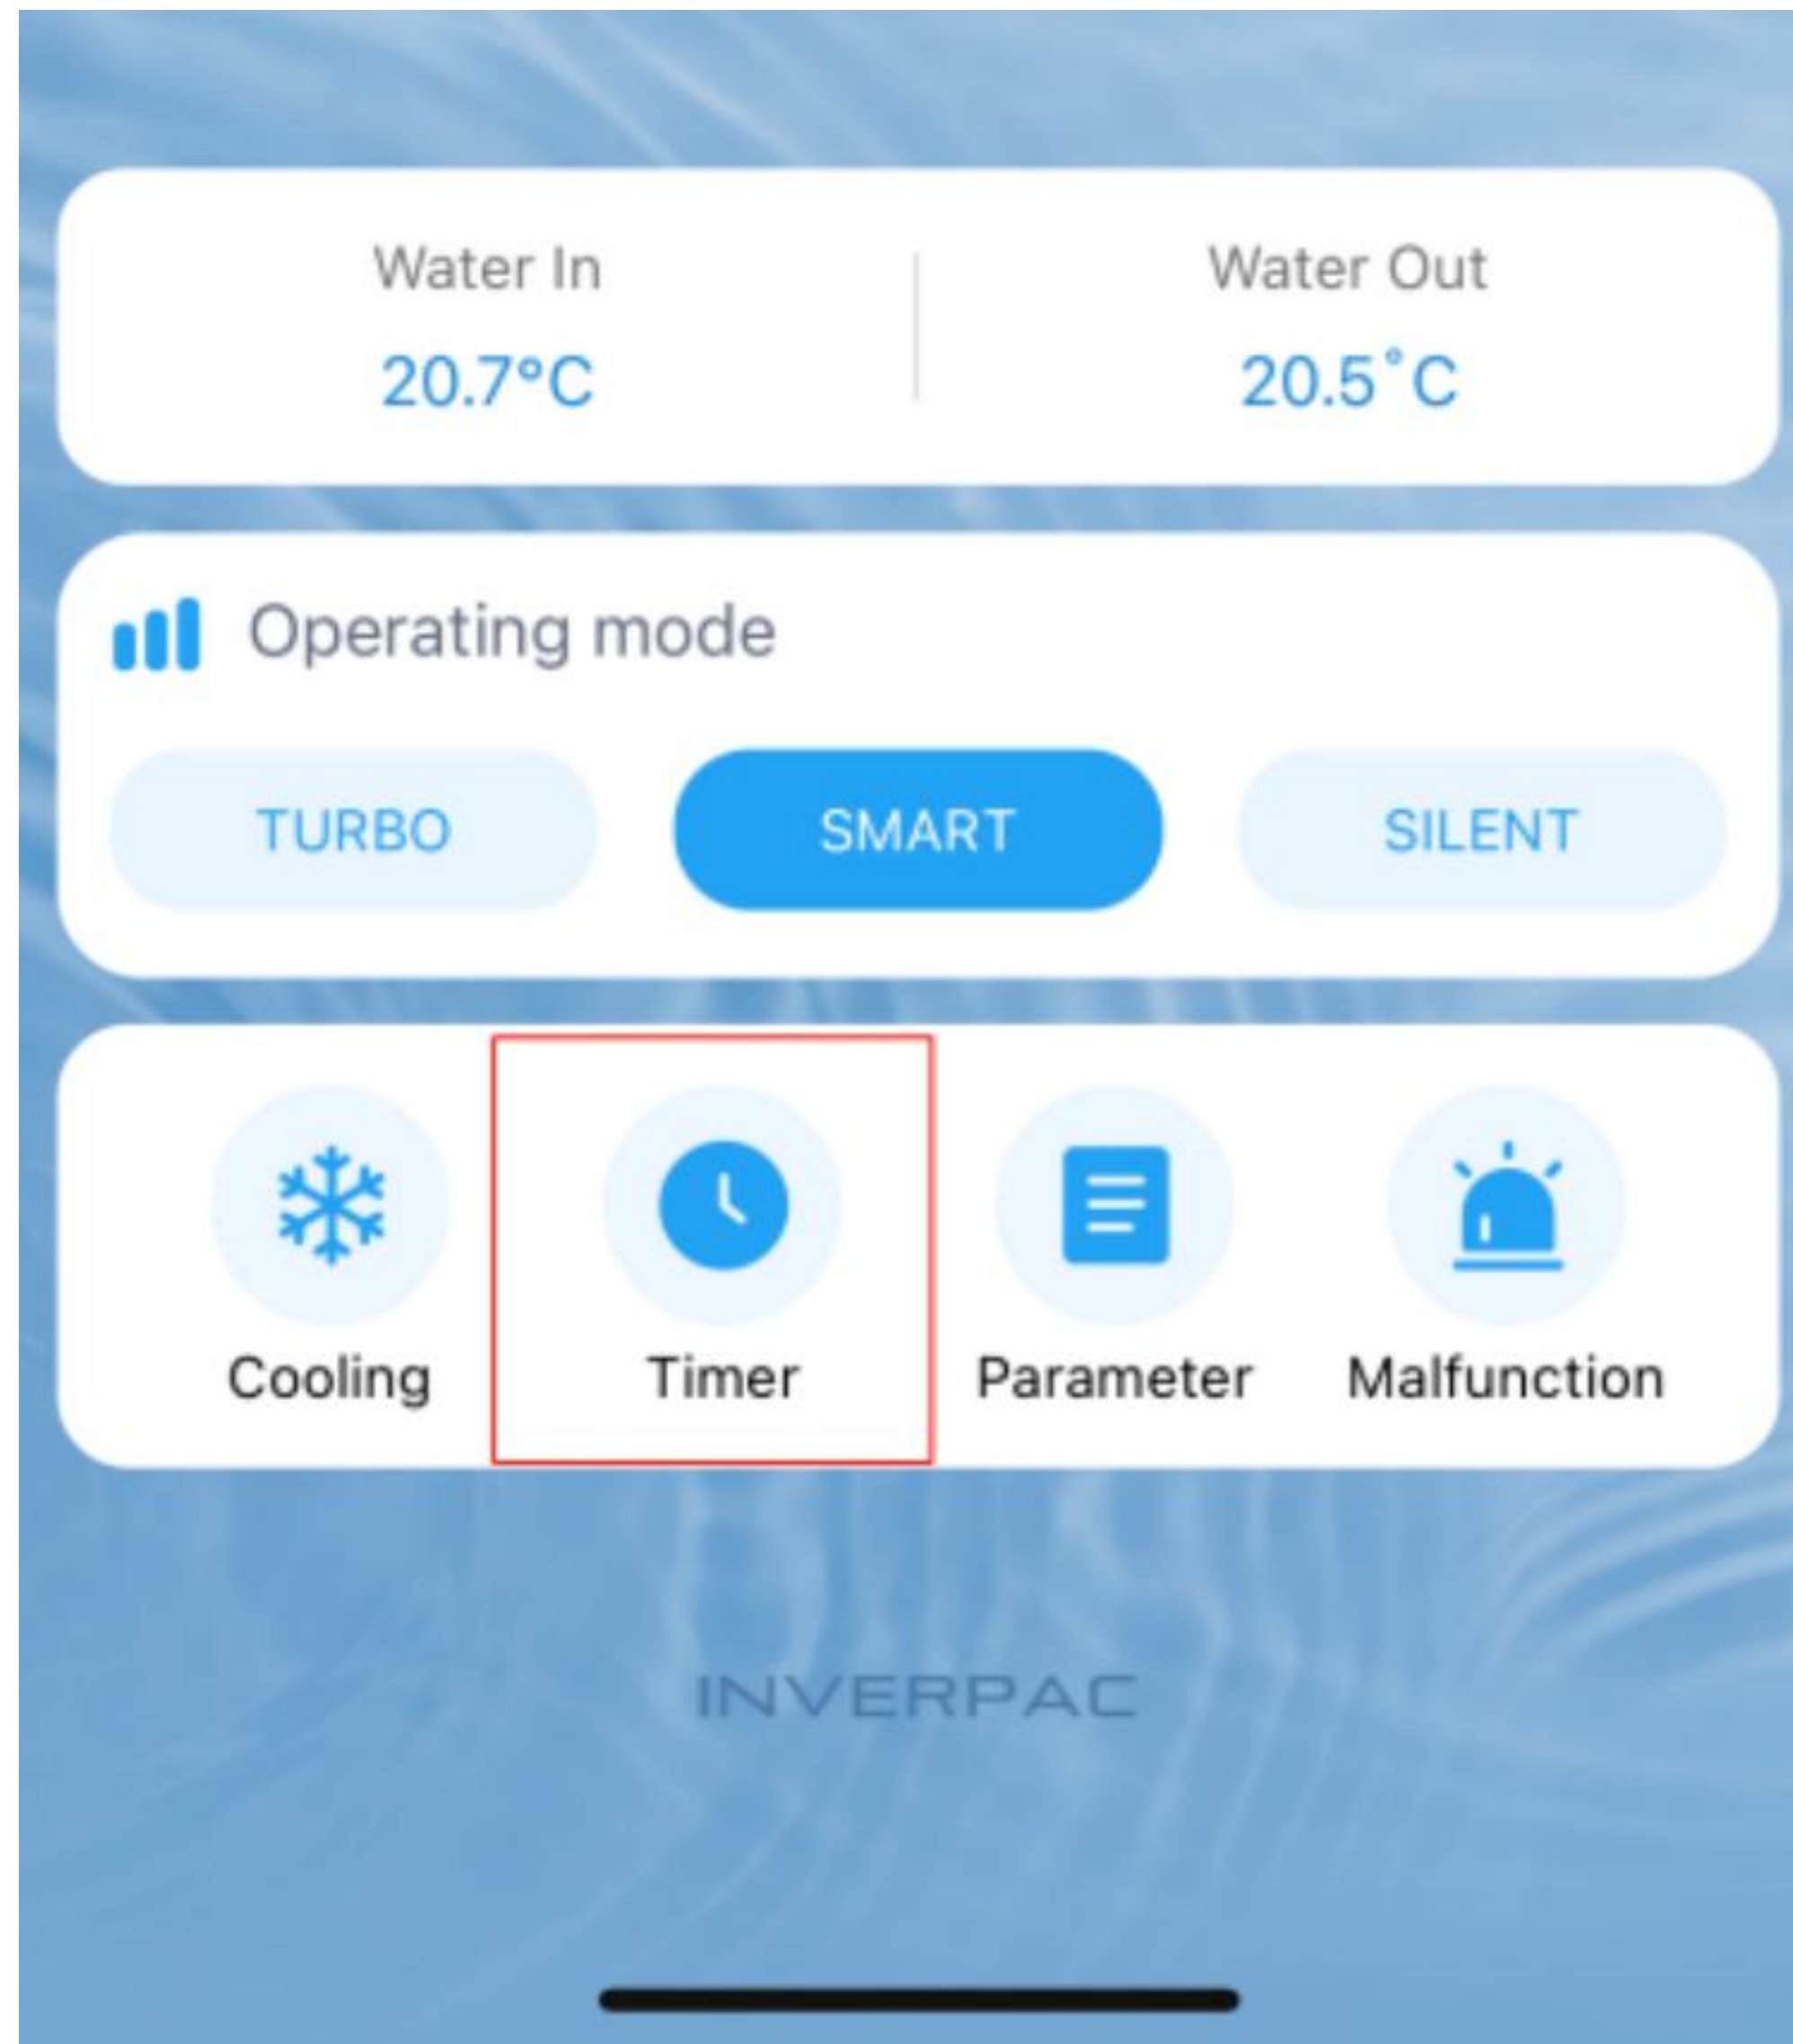 Water In Water Out
20.7°C 20.5°C
Operating mode
TURBO SMART SILENT
Cooling Timer Parameter Malfunction
INVERPAC